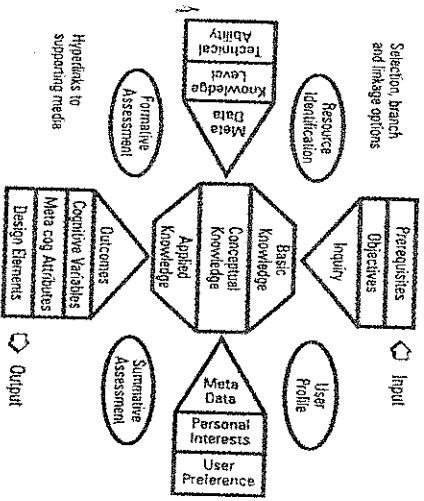 Selection, branch
and linkage options
Resource
Identification
Prerequisites
Objectives
Inquiry
Input
User
Profile
Technical
Ability
Knowledge
Level
Meta
Data
Basic
Knowledge
Conceptual
Knowledge
Applied
Knowledge
Meta
Data
Personal
Interests
User
Preference
Formative
Assessment
Hyperlinks to
supporting media
Outcomes
Cognitive Variables
Meta cog Attributes
Design Elements
Summative
Assessment
Output